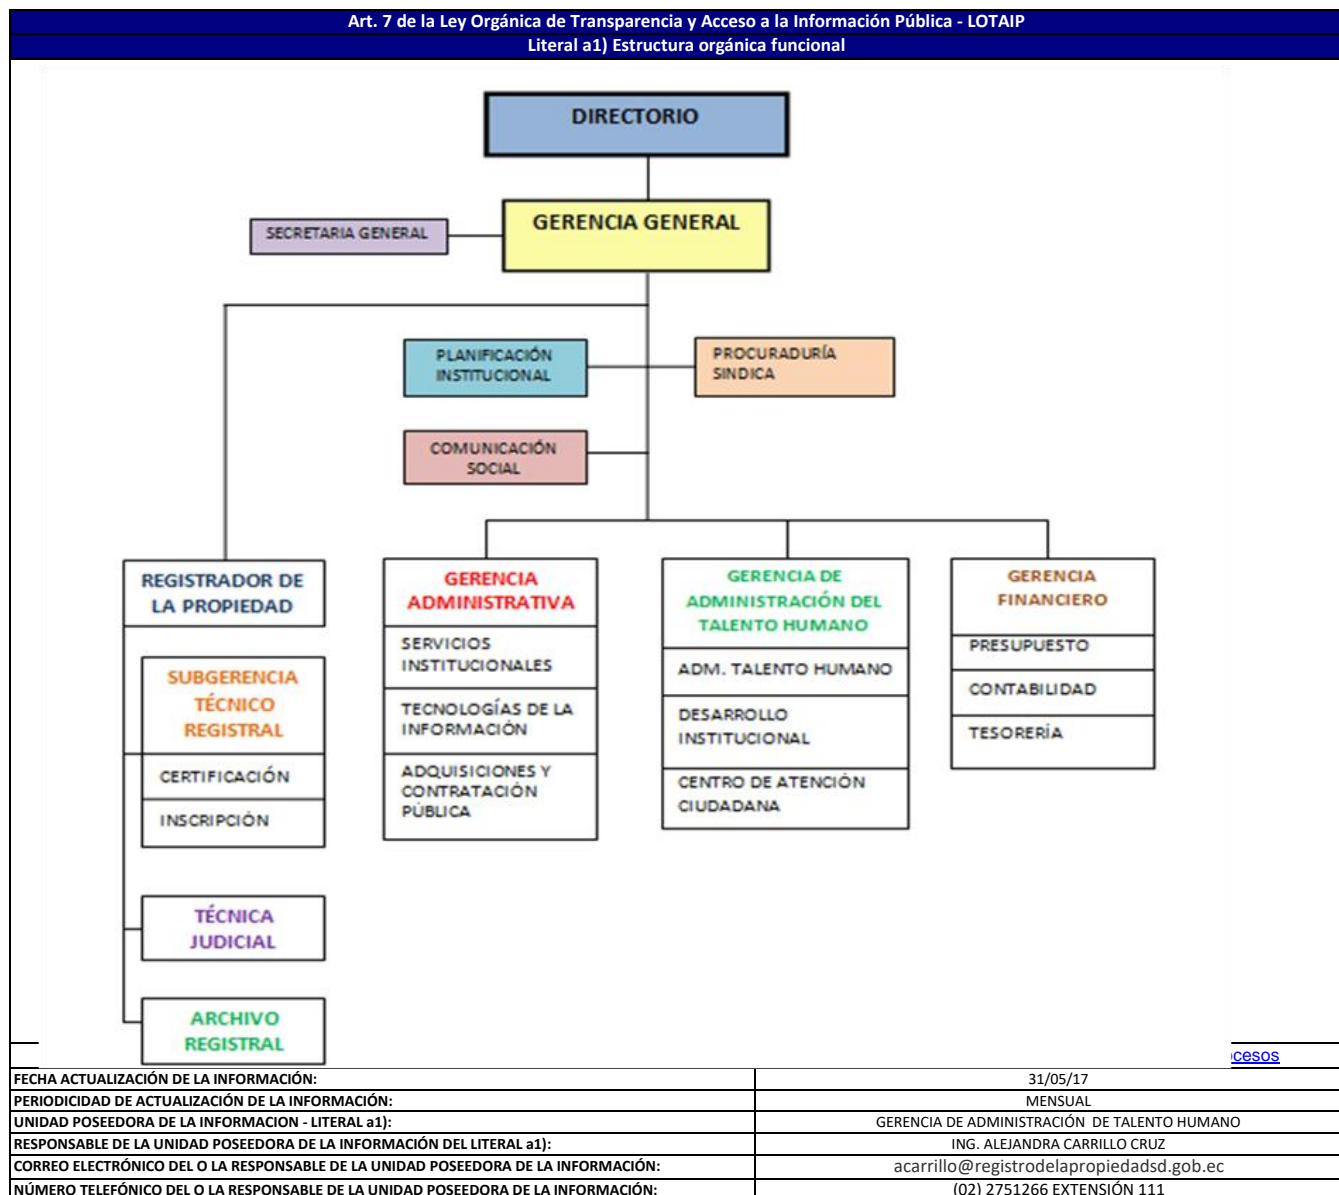 Art. 7 de la Ley Orgánica de Transparencia y Acceso a la Información Pública - LOTAIP
Literal a1) Estructura orgánica funcional
DIRECTORIO
GERENCIA GENERAL
SECRETARIA GENERAL
PLANIFICACIÓN
INSTITUCIONAL
PROCURADURÍA
SINDICA
COMUNICACIÓN
SOCIAL
REGISTRADOR DE
LA PROPIEDAD
SUBGERENCIA
TÉCNICO
REGISTRAL
CERTIFICACIÓN
INSCRIPCIÓN
TÉCNICA
JUDICIAL
ARCHIVO
REGISTRAL
GERENCIA
ADMINISTRATIVA
SERVICIOS
INSTITUCIONALES
TECNOLOGÍAS DE LA
INFORMACIÓN
ADQUISICIONES Y
CONTRATACIÓN
PÚBLICA
GERENCIA DE
ADMINISTRACIÓN DEL
TALENTO HUMANO
ADM. TALENTO HUMANO
DESARROLLO
INSTITUCIONAL
CENTRO DE ATENCIÓN
CIUDADANA
GERENCIA
FINANCIERO
PRESUPUESTO
CONTABILIDAD
TESORERÍA
FECHA ACTUALIZACIÓN DE LA INFORMACIÓN: 31/05/17
PERIODICIDAD DE ACTUALIZACIÓN DE LA INFORMACIÓN: MENSUAL
UNIDAD POSEEDORA DE LA INFORMACION - LITERAL a1): GERENCIA DE ADMINISTRACIÓN DE TALENTO HUMANO
RESPONSABLE DE LA UNIDAD POSEEDORA DE LA INFORMACIÓN DEL LITERAL a1): ING. ALEJANDRA CARRILLO CRUZ
CORREO ELECTRÓNICO DEL O LA RESPONSABLE DE LA UNIDAD POSEEDORA DE LA INFORMACIÓN: acarrillo@registrodelapropiedadsd.gob.ec
NÚMERO TELEFÓNICO DEL O LA RESPONSABLE DE LA UNIDAD POSEEDORA DE LA INFORMACIÓN: (02) 2751266 EXTENSIÓN 111